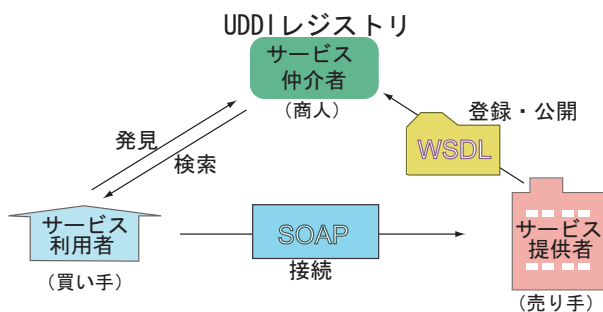 UDDIレジストリ
サービス
仲介者
(商人)
登録・公開
WSDL
発見
検索
サービス
利用者
(買い手)
SOAP
接続
サービス
提供者
(売り手)